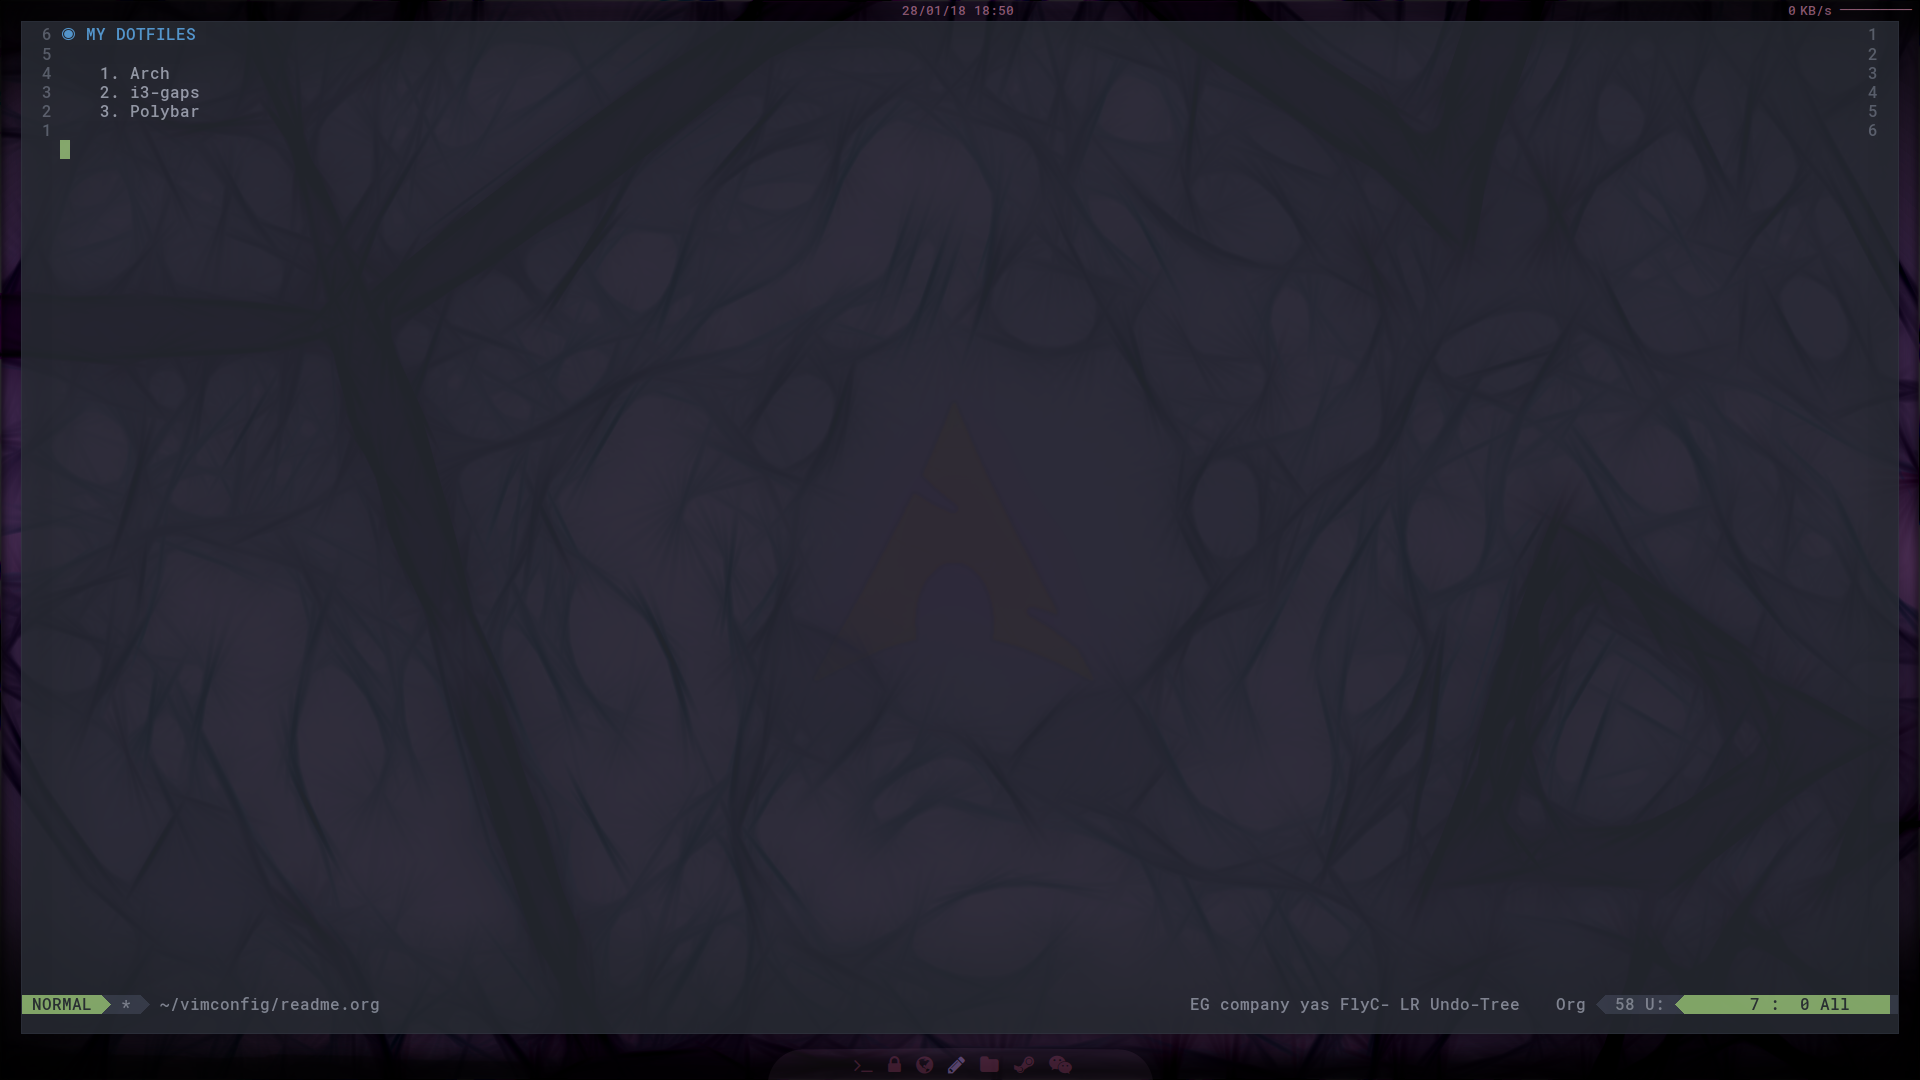 28/01/18 18:50
0 KB/s
6 ◉ MY DOTFILES 1
5 2
4 1. Arch 3
3 2. i3-gaps 4
2 3. Polybar 5
1 6
NORMAL * ~/vimconfig/readme.org EG company yas FlyC- LR Undo-Tree Org 58 U: 7 : 0 All
>_